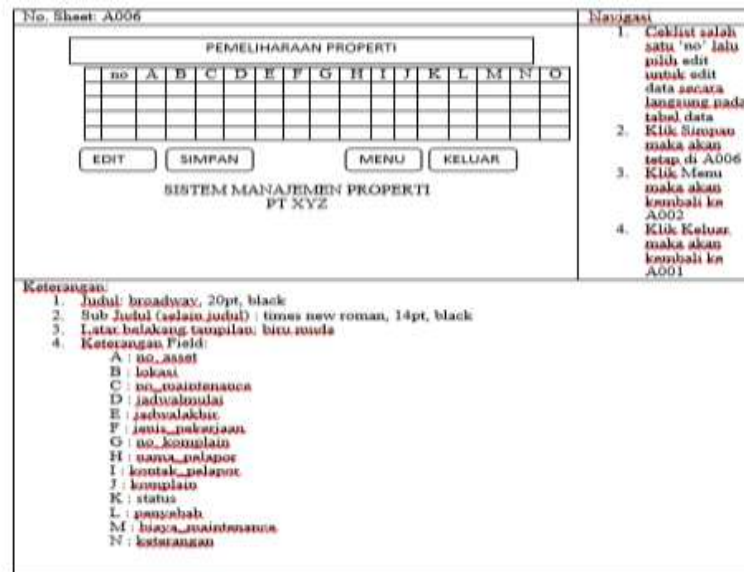 No. Sheet: A006
PEMELIHARAAN PROPERTI
no A B C D E F G H I J K L M N O
EDIT SIMPAN MENU KELUAR
SISTEM MANAJEMEN PROPERTI
PT XYZ
Navigasi
1. Ceklist salah
satu 'no' lalu
pilih edit
untuk edit
data secara
langsung pada
tabel data
2. Klik Simpan
maka akan
tetap di A006
3. Klik Menu
maka akan
kembali ke
A002
4. Klik Keluar
maka akan
kembali ke
A001
Keterangan:
1. Judul: broadway, 20pt, black
2. Sub Judul (selain judul) : times new roman, 14pt, black
3. Latar belakang tampilan: biru muda
4. Keterangan Field:
A : no_asset
B : lokasi
C : no_maintenance
D : jadwalmulai
E : jadwalakhir
F : jenis_pekerjaan
G : no_komplain
H : nama_pelapor
I : kontak_pelapor
J : komplain
K : status
L : penyebab
M : biaya_maintenance
N : keterangan